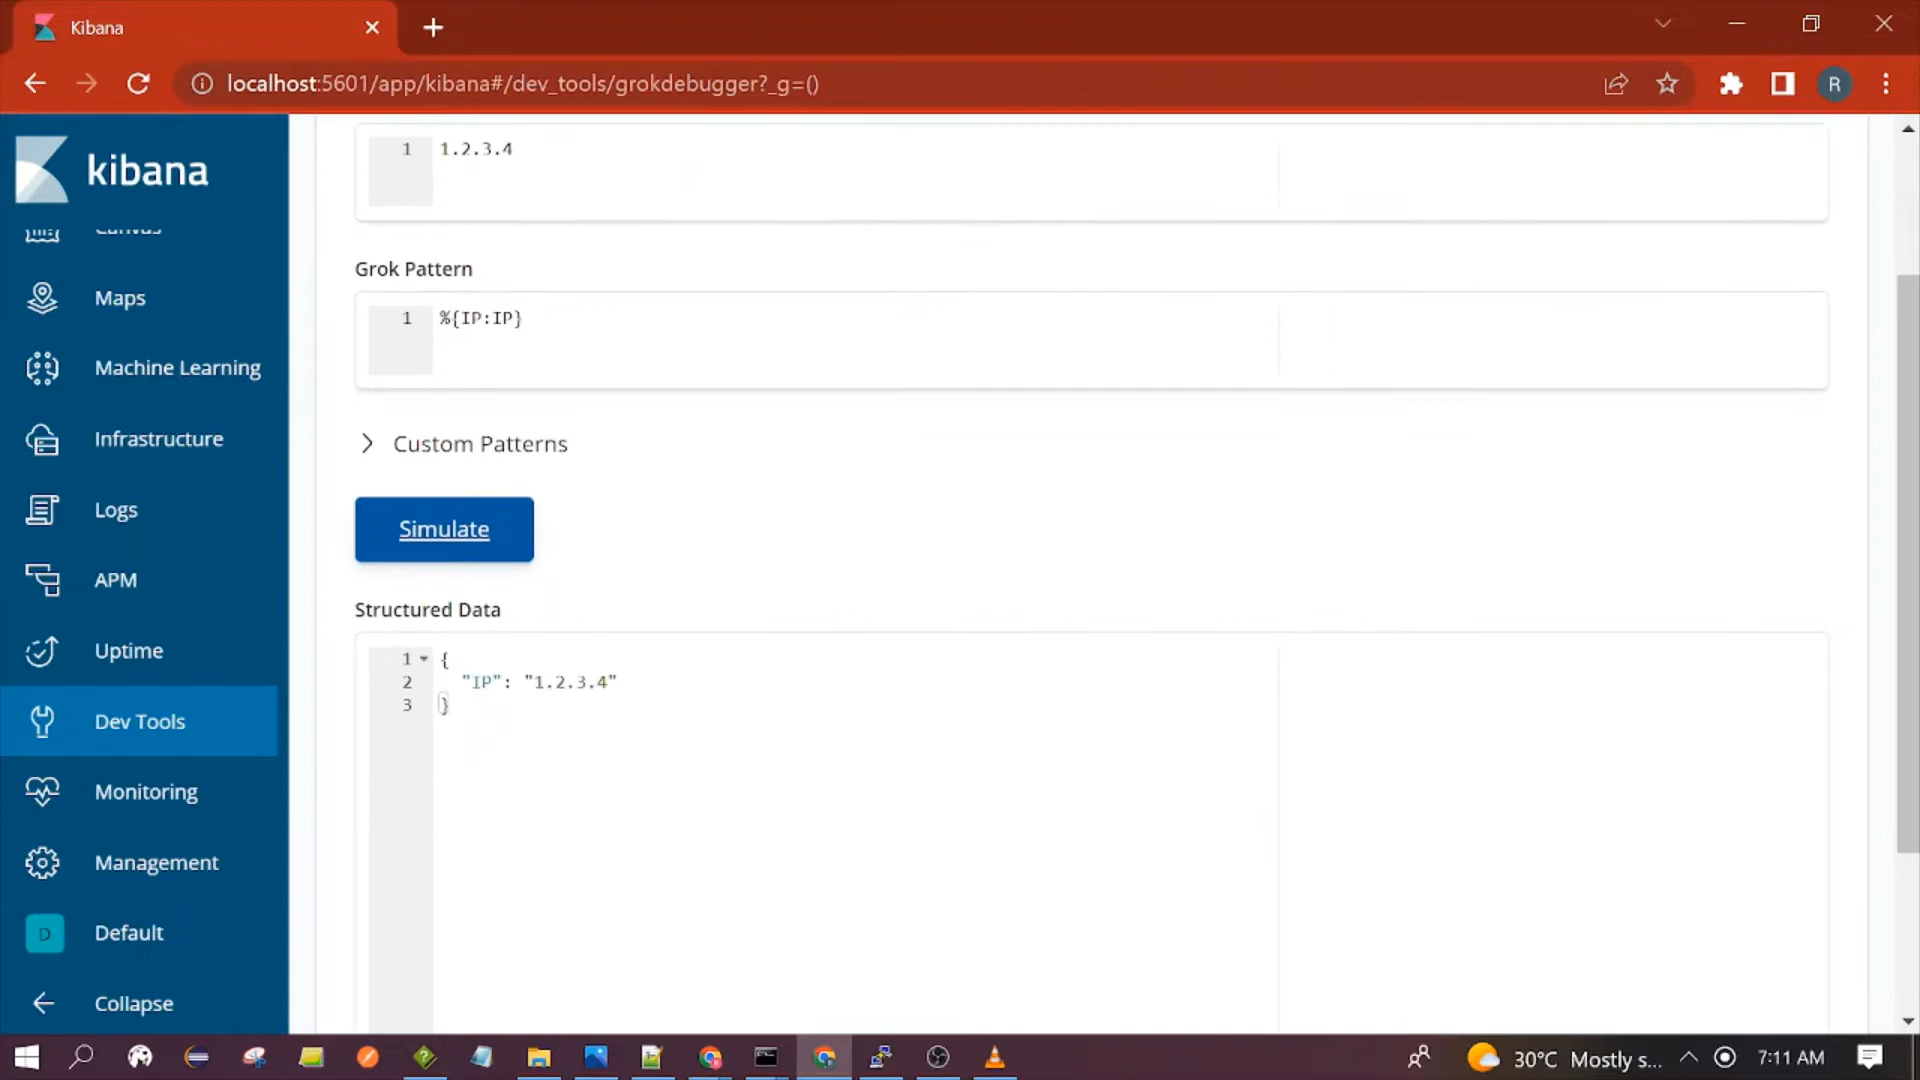 Kibana
localhost:5601/app/kibana#/dev_tools/grokdebugger?_g=()
R
kibana
Canvas
Maps
Machine Learning
Infrastructure
Logs
APM
Uptime
Dev Tools
Monitoring
Management
D Default
Collapse
1 1.2.3.4
Grok Pattern
1 %{IP:IP}
Custom Patterns
Simulate
Structured Data
1 {
2 "IP": "1.2.3.4"
3 }
30°C Mostly s... 7:11 AM